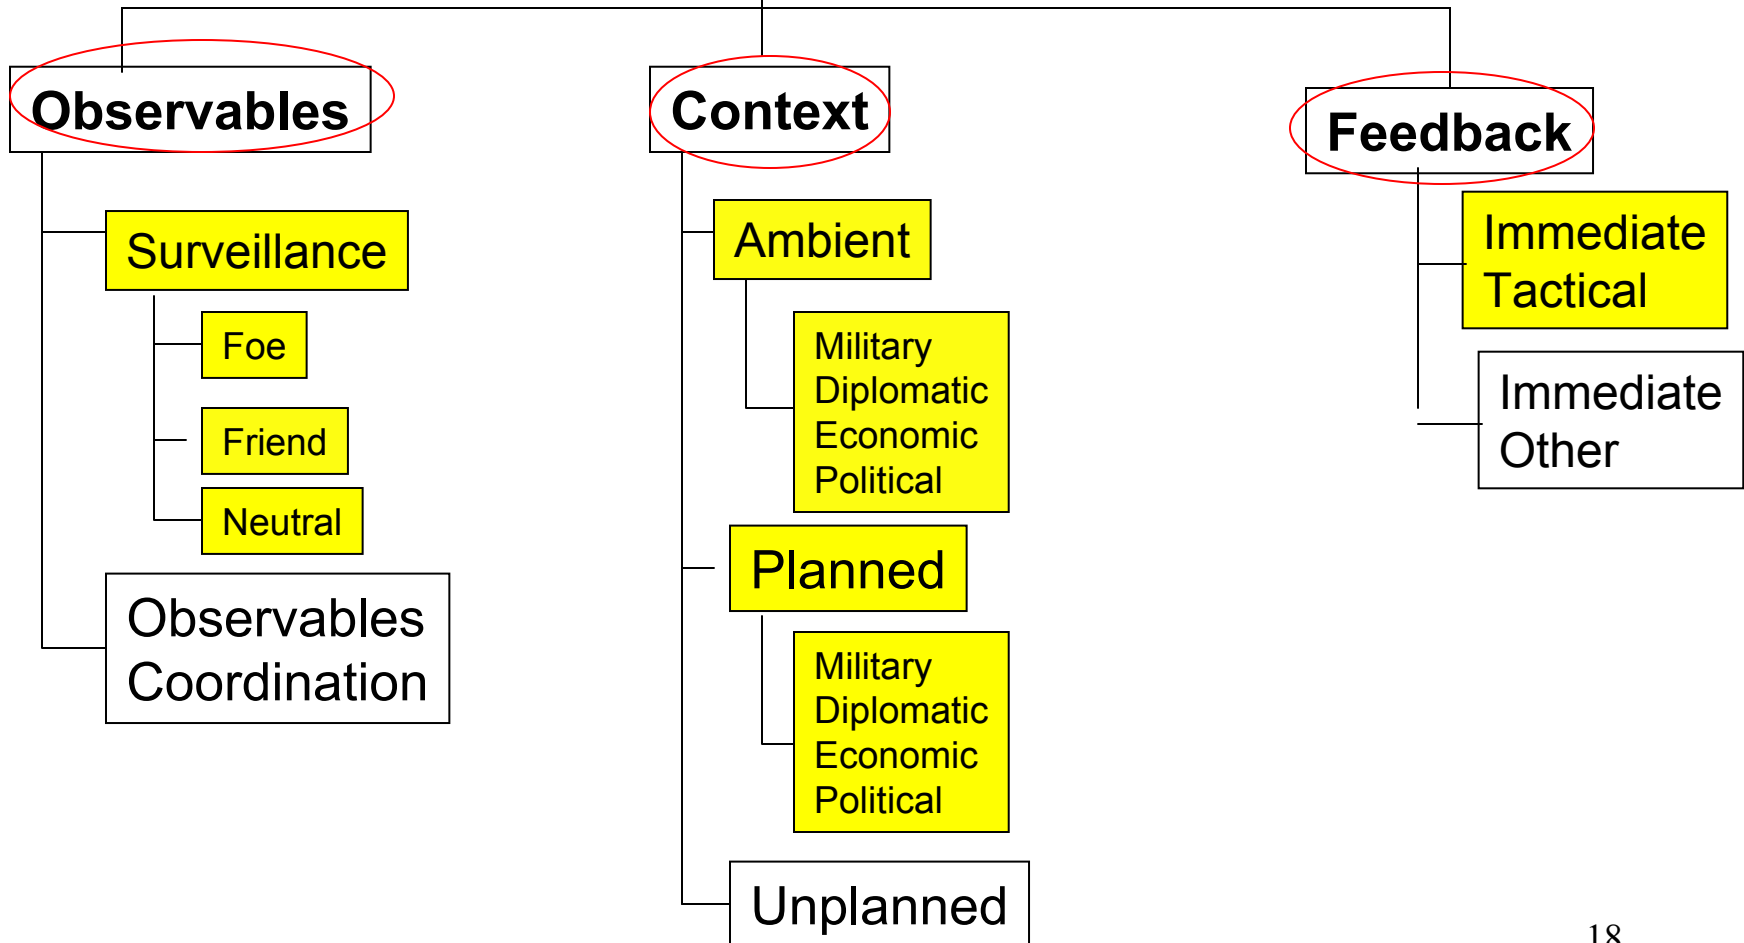 Observables
Surveillance
Foe
Friend
Neutral
Observables
Coordination
Context
Ambient
Military
Diplomatic
Economic
Political
Planned
Military
Diplomatic
Economic
Political
Unplanned
Feedback
Immediate
Tactical
Immediate
Other
18